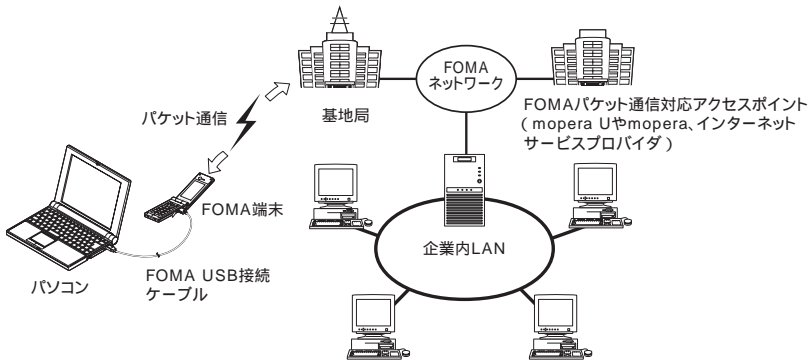 FOMA
ネットワーク
FOMAパケット通信対応アクセスポイント
（mopera Uやmopera、インターネット
サービスプロバイダ）
基地局
パケット通信
FOMA端末
企業内LAN
FOMA USB接続
ケーブル
パソコン